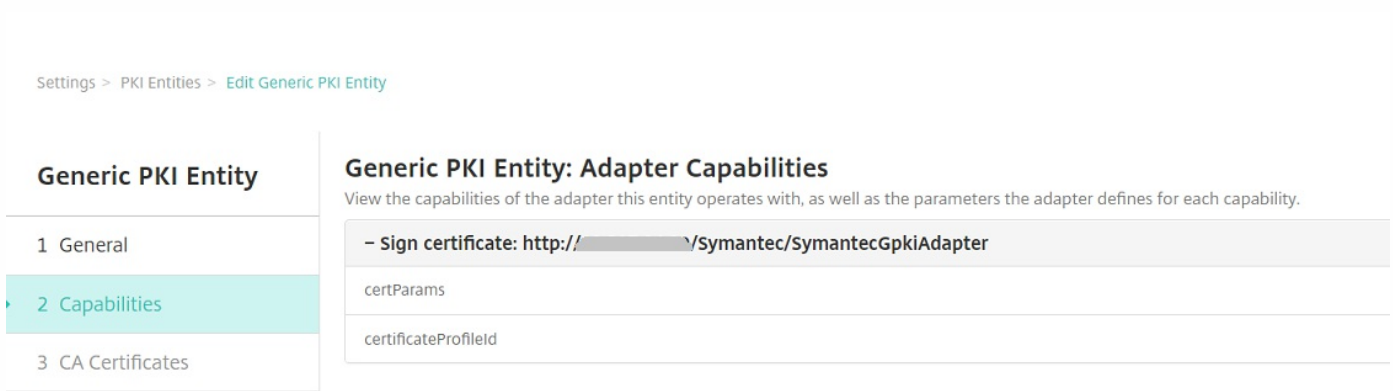 Settings > PKI Entities > Edit Generic PKI Entity
Generic PKI Entity
1 General
2 Capabilities
3 CA Certificates
Generic PKI Entity: Adapter Capabilities
View the capabilities of the adapter this entity operates with, as well as the parameters the adapter defines for each capability.
– Sign certificate: http:// /Symantec/SymantecGpkiAdapter
certParams
certificateProfileId